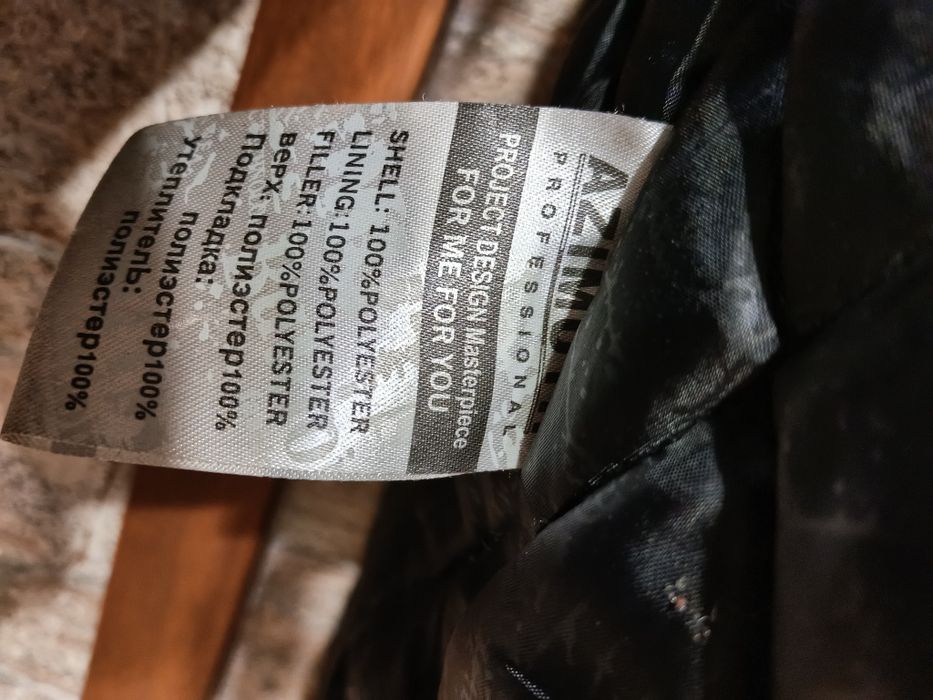 AZIMUTH
PROFESSIONAL
PROJECT DESIGN Masterpiece
FOR ME FOR YOU
SHELL: 100%POLYESTER
LINING:100%POLYESTER
FILLER:100%POLYESTER
верх: полиэстер100%
Подкладка:
полиэстер100%
утеплитель:
полиэстер100%